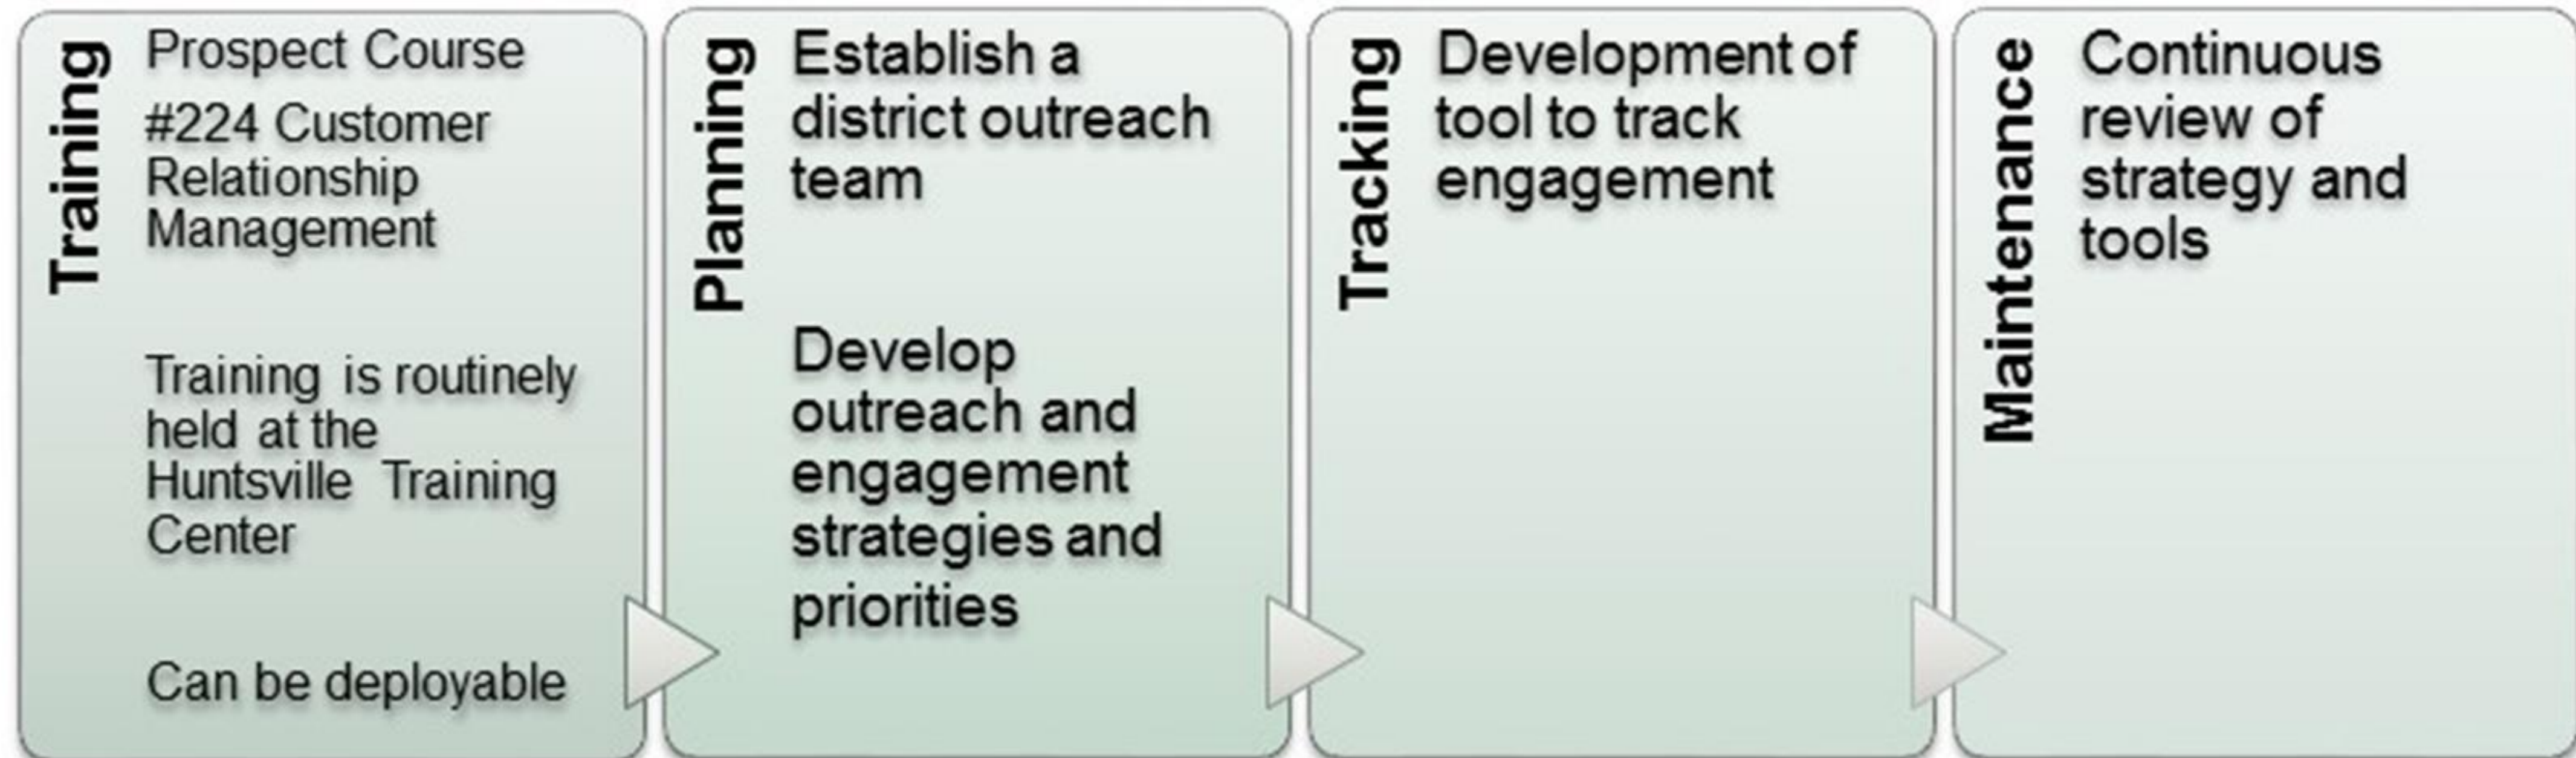 Training
Prospect Course
#224 Customer
Relationship
Management
Training is routinely
held at the
Huntsville Training
Center
Can be deployable
Planning
Establish a
district outreach
team
Develop
outreach and
engagement
strategies and
priorities
Tracking
Development of
tool to track
engagement
Maintenance
Continuous
review of
strategy and
tools